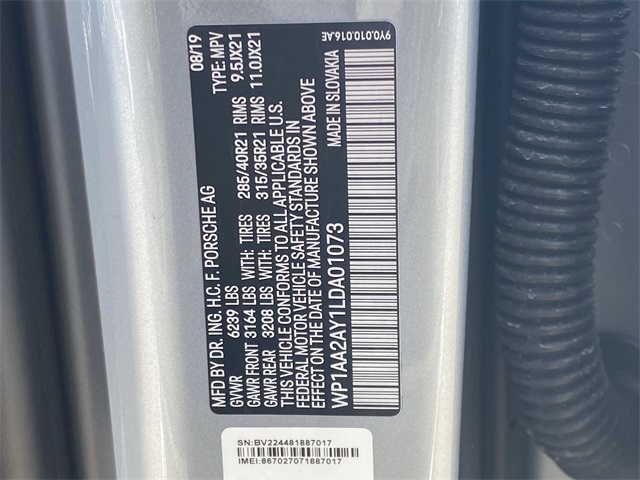 MFD BY DR. ING. H.C. F. PORSCHE AG 08/19
GVWR 6239 LBS TYPE: MPV
GAWR FRONT 3164 LBS WITH: TIRES 285/40R21 RIMS 9.5JX21
GAWR REAR 3208 LBS WITH: TIRES 315/35R21 RIMS 11.0JX21
THIS VEHICLE CONFORMS TO ALL APPLICABLE U.S.
FEDERAL MOTOR VEHICLE SAFETY STANDARDS IN
EFFECT ON THE DATE OF MANUFACTURE SHOWN ABOVE
WP1AA2AY1LDA01073 MADE IN SLOVAKIA
9Y0.010.016.AE
SN:BV224481887017
IMEI:867027071887017